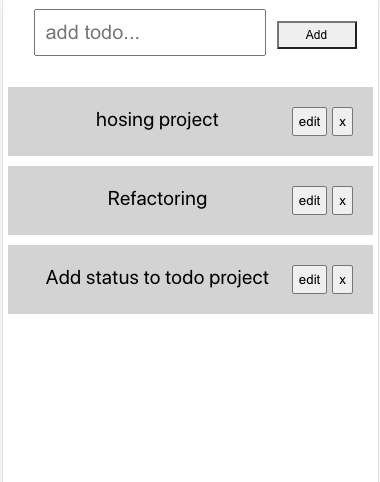 add todo...
Add
hosing project
edit
x
Refactoring
edit
x
Add status to todo project
edit
x